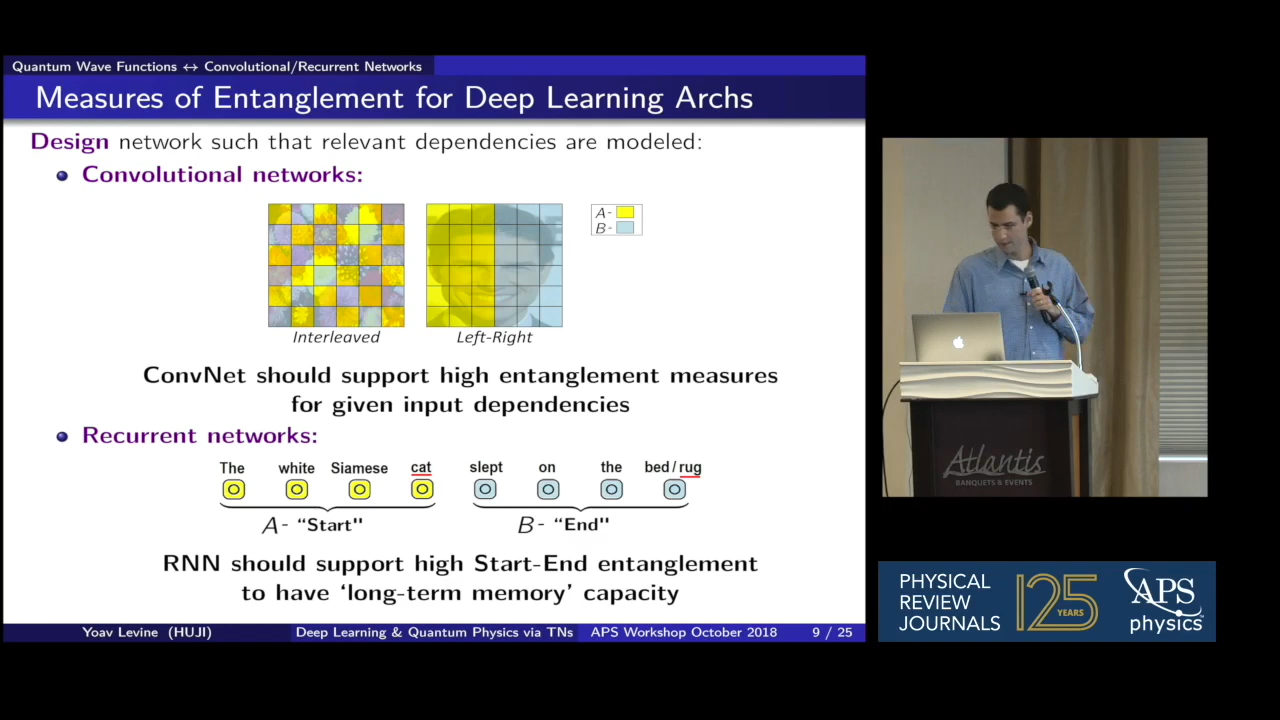 Quantum Wave Functions ↔ Convolutional/Recurrent Networks
Measures of Entanglement for Deep Learning Archs
Design network such that relevant dependencies are modeled:
Convolutional networks:
A-
B-
Interleaved
Left-Right
ConvNet should support high entanglement measures
for given input dependencies
Recurrent networks:
The white Siamese cat slept on the bed/rug
A- "Start"
B- "End"
RNN should support high Start-End entanglement
to have ‘long-term memory’ capacity
Yoav Levine (HUJI) Deep Learning & Quantum Physics via TNs APS Workshop October 2018 9 / 25
Atlantis
BANQUETS & EVENTS
PHYSICAL
REVIEW
JOURNALS
125
YEARS
APS
physics